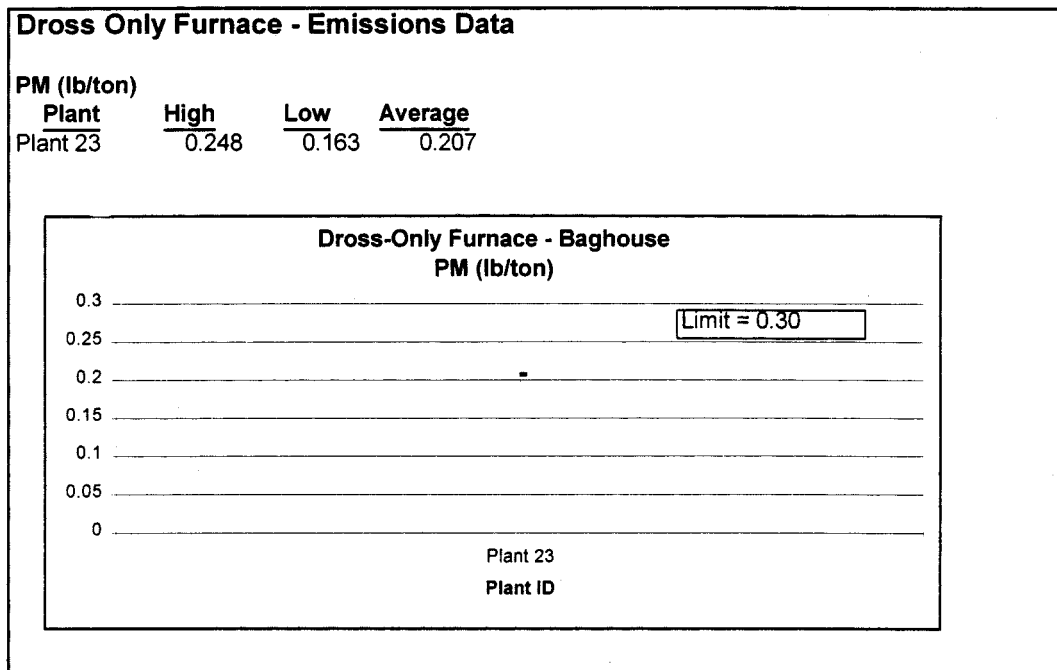 Dross Only Furnace - Emissions Data
PM (lb/ton)
Plant High Low Average
Plant 23 0.248 0.163 0.207
Dross-Only Furnace - Baghouse
PM (lb/ton)
0.3
Limit = 0.30
0.25
0.2
0.15
0.1
0.05
0
Plant 23
Plant ID